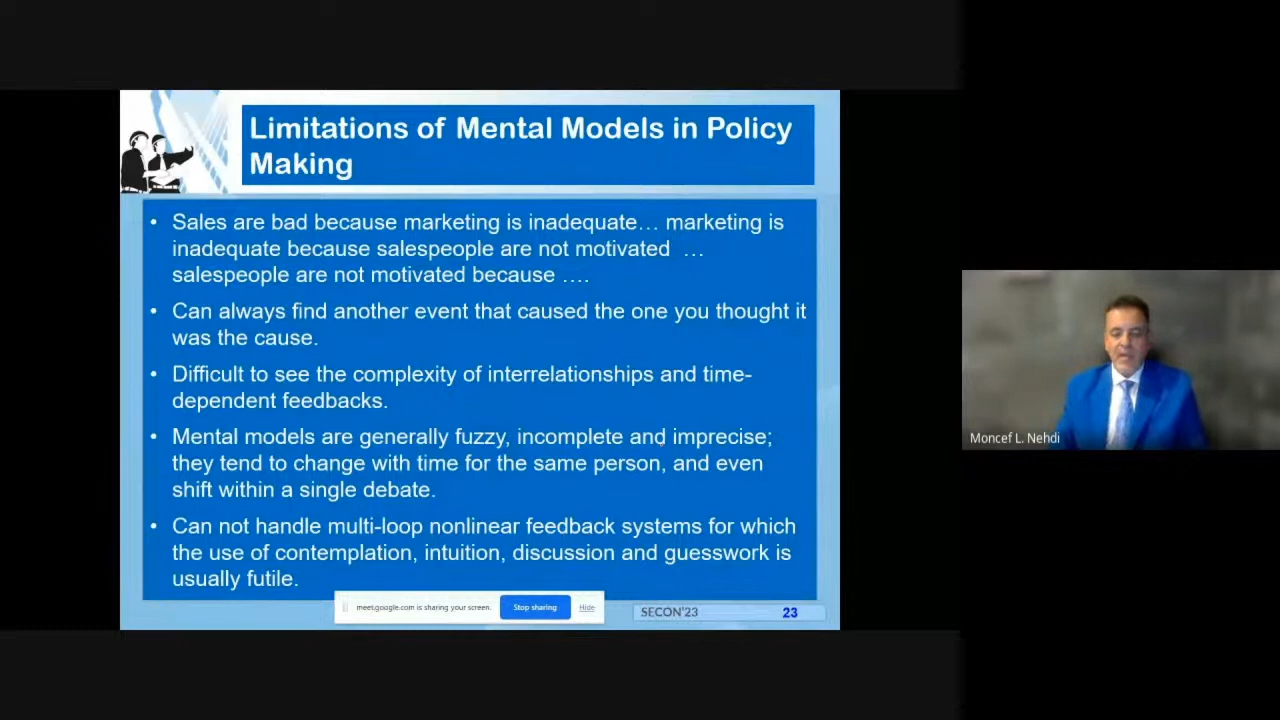 Limitations of Mental Models in Policy
Making
• Sales are bad because marketing is inadequate… marketing is
inadequate because salespeople are not motivated …
salespeople are not motivated because ….
• Can always find another event that caused the one you thought it
was the cause.
• Difficult to see the complexity of interrelationships and time-
dependent feedbacks.
• Mental models are generally fuzzy, incomplete and imprecise;
they tend to change with time for the same person, and even
shift within a single debate.
• Can not handle multi-loop nonlinear feedback systems for which
the use of contemplation, intuition, discussion and guesswork is
usually futile.
meet.google.com is sharing your screen. Stop sharing Hide
SECON'23 23
Moncef L. Nehdi